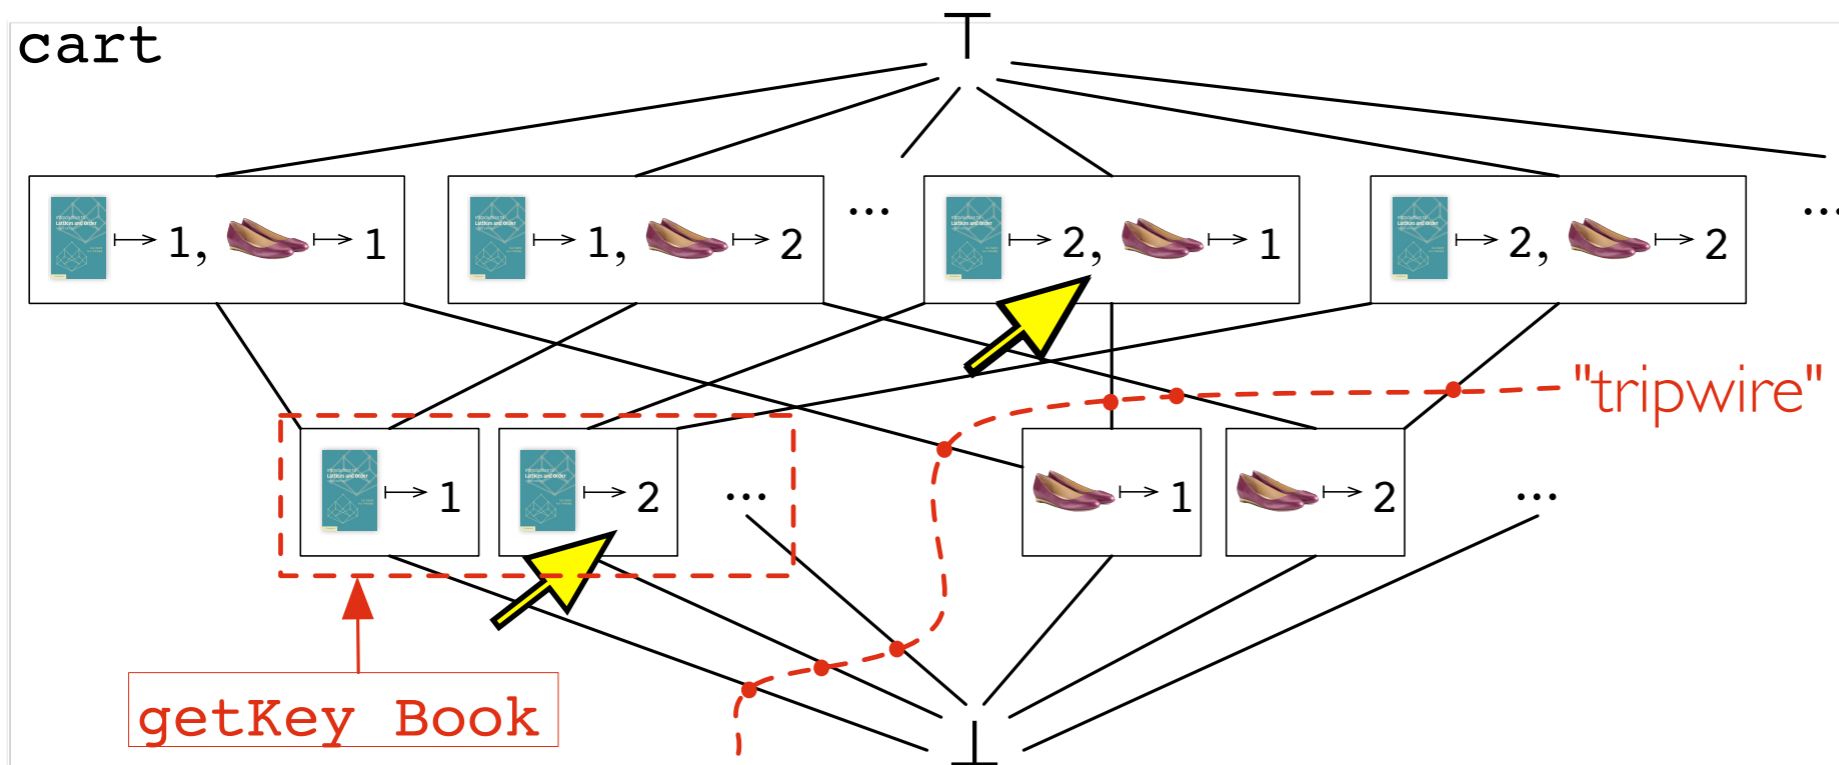 cart
⊤
↦ 1, ↦ 1
↦ 1, ↦ 2
...
↦ 2, ↦ 1
↦ 2, ↦ 2
...
"tripwire"
↦ 1
↦ 2
...
↦ 1
↦ 2
...
getKey Book
⊥